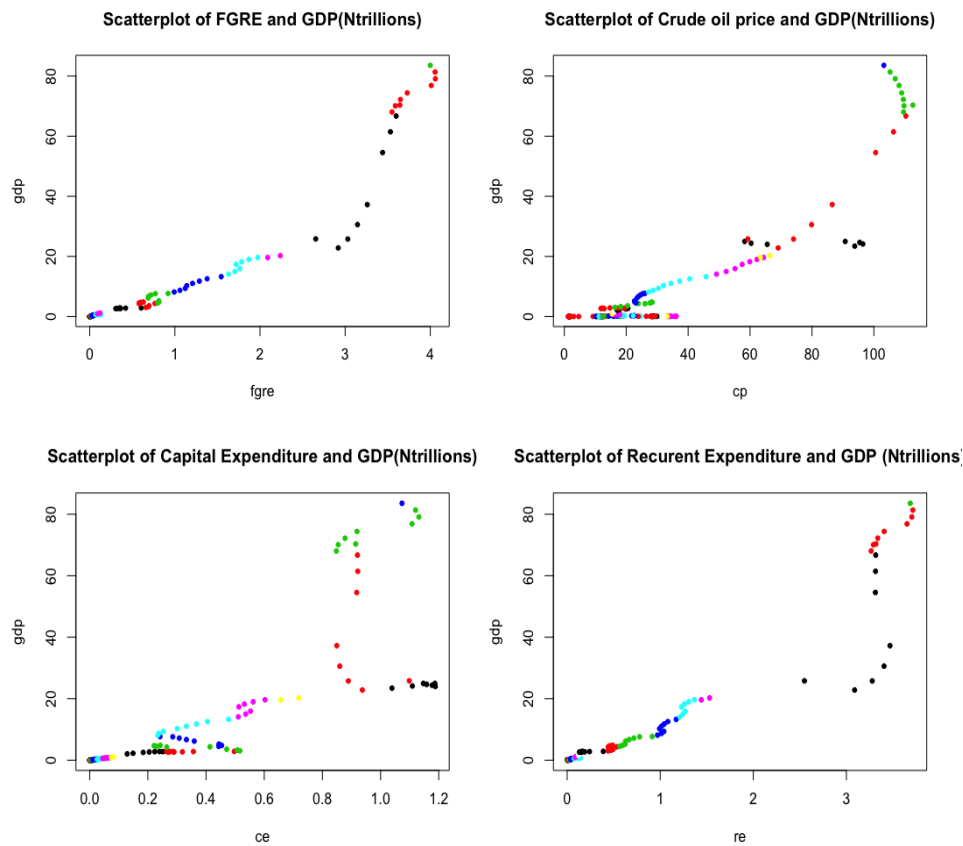 Scatterplot of FGRE and GDP(Ntrillions)
gdp
0 20 40 60 80
0 1 2 3 4
fgre
Scatterplot of Crude oil price and GDP(Ntrillions)
gdp
0 20 40 60 80
0 20 40 60 80 100
cp
Scatterplot of Capital Expenditure and GDP(Ntrillions)
gdp
0 20 40 60 80
0.0 0.2 0.4 0.6 0.8 1.0 1.2
ce
Scatterplot of Recurent Expenditure and GDP (Ntrillions)
gdp
0 20 40 60 80
0 1 2 3
re